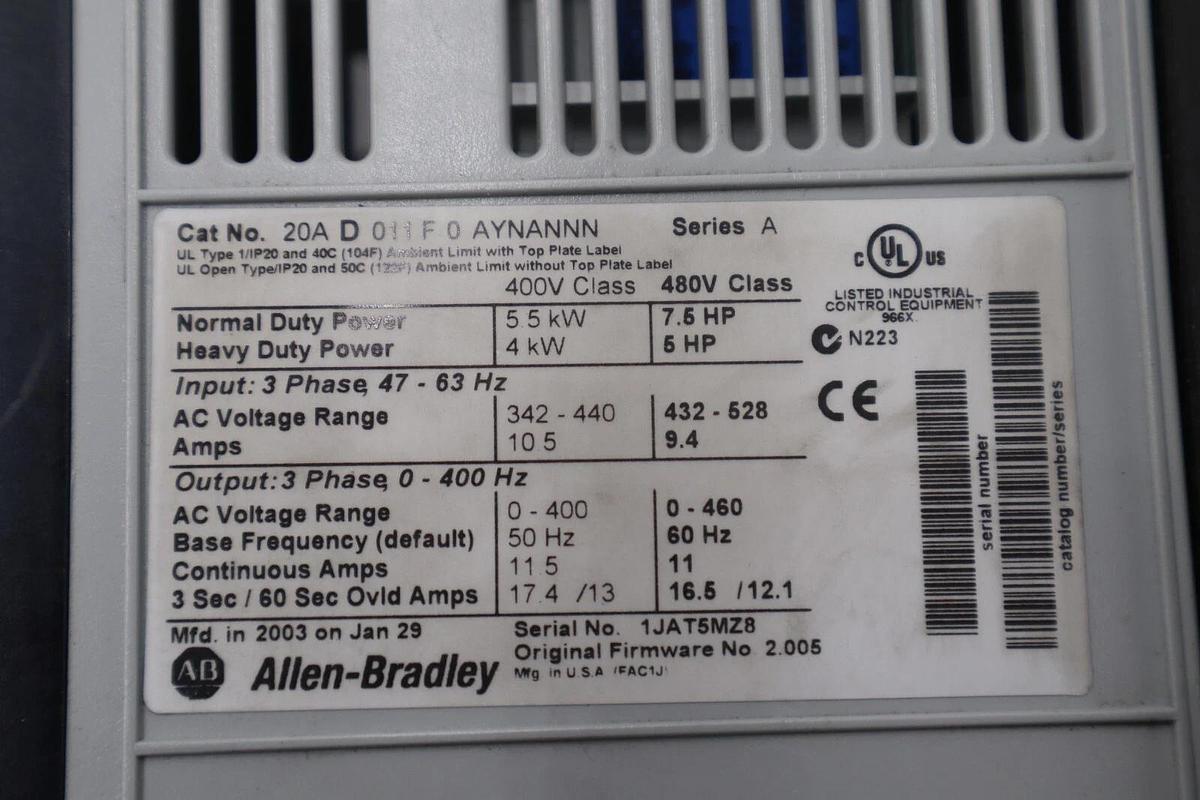 Cat No. 20A D 011 F 0 AYNANNN Series A
UL Type 1/IP20 and 40C (104F) Ambient Limit with Top Plate Label
UL Open Type/IP20 and 50C (122F) Ambient Limit without Top Plate Label
400V Class 480V Class
Normal Duty Power 5.5 kW 7.5 HP
Heavy Duty Power 4 kW 5 HP
Input: 3 Phase, 47 - 63 Hz
AC Voltage Range 342 - 440 432 - 528
Amps 10.5 9.4
Output: 3 Phase, 0 - 400 Hz
AC Voltage Range 0 - 400 0 - 460
Base Frequency (default) 50 Hz 60 Hz
Continuous Amps 11.5 11
3 Sec / 60 Sec Ovld Amps 17.4 /13 16.5 /12.1
Mfd. in 2003 on Jan 29 Serial No. 1JAT5MZ8
Original Firmware No 2.005
AB Allen-Bradley Mfg. in U.S.A (FAC1J)
C UL US
LISTED INDUSTRIAL
CONTROL EQUIPMENT
966X
N223
CE
serial number
catalog number/series